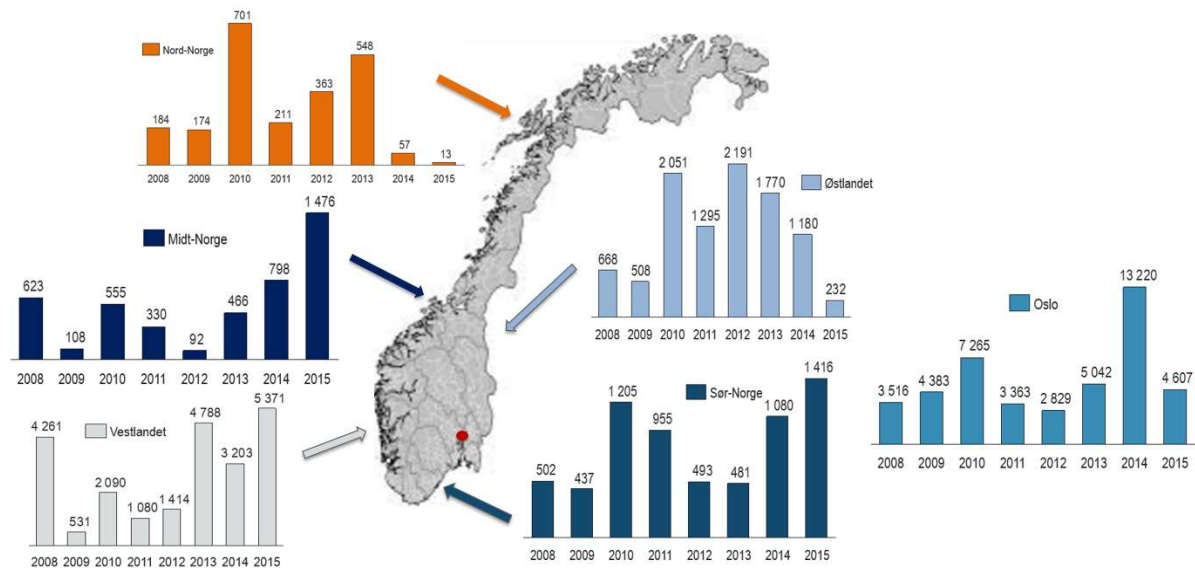 Nord-Norge
184 174 701 211 363 548 57 13
2008 2009 2010 2011 2012 2013 2014 2015
Midt-Norge
623 108 555 330 92 466 798 1 476
2008 2009 2010 2011 2012 2013 2014 2015
Vestlandet
4 261 531 2 090 1 080 1 414 4 788 3 203 5 371
2008 2009 2010 2011 2012 2013 2014 2015
Østlandet
668 508 2 051 1 295 2 191 1 770 1 180 232
2008 2009 2010 2011 2012 2013 2014 2015
Sør-Norge
502 437 1 205 955 493 481 1 080 1 416
2008 2009 2010 2011 2012 2013 2014 2015
Oslo
3 516 4 383 7 265 3 363 2 829 5 042 13 220 4 607
2008 2009 2010 2011 2012 2013 2014 2015